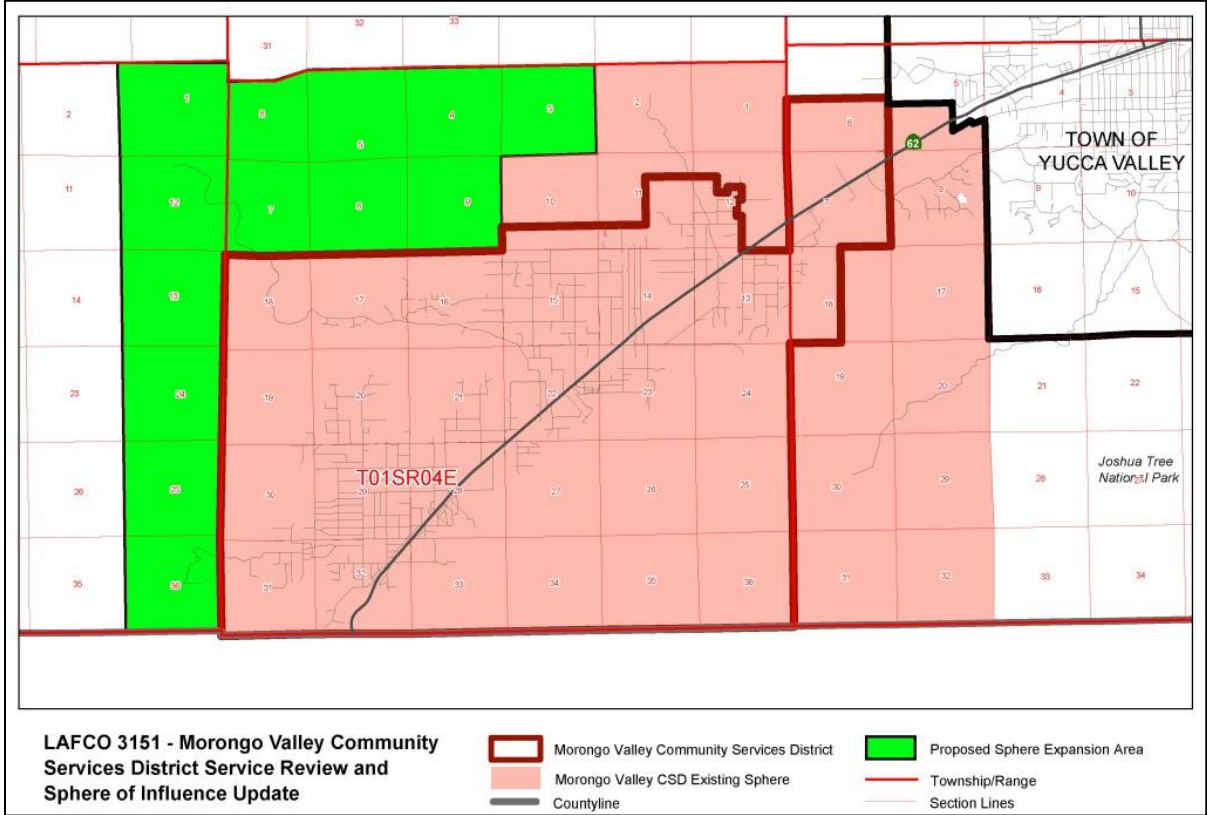 32 33
31
2 1 6 5 4 3 2 1 6 5 4 3
62
TOWN OF
YUCCA VALLEY
11 12 7 8 9 10 11 12 7 8 9 10
14 13 18 17 16 15 14 13 18 17 16 15
23 24 19 20 21 22 23 24 19 20 21 22
Joshua Tree
National Park
T01SR04E
26 25 30 29 28 27 26 25 30 29 28 27
35 36 31 32 33 34 35 36 31 32 33 34
LAFCO 3151 - Morongo Valley Community
Services District Service Review and
Sphere of Influence Update
Morongo Valley Community Services District
Morongo Valley CSD Existing Sphere
Countyline
Proposed Sphere Expansion Area
Township/Range
Section Lines